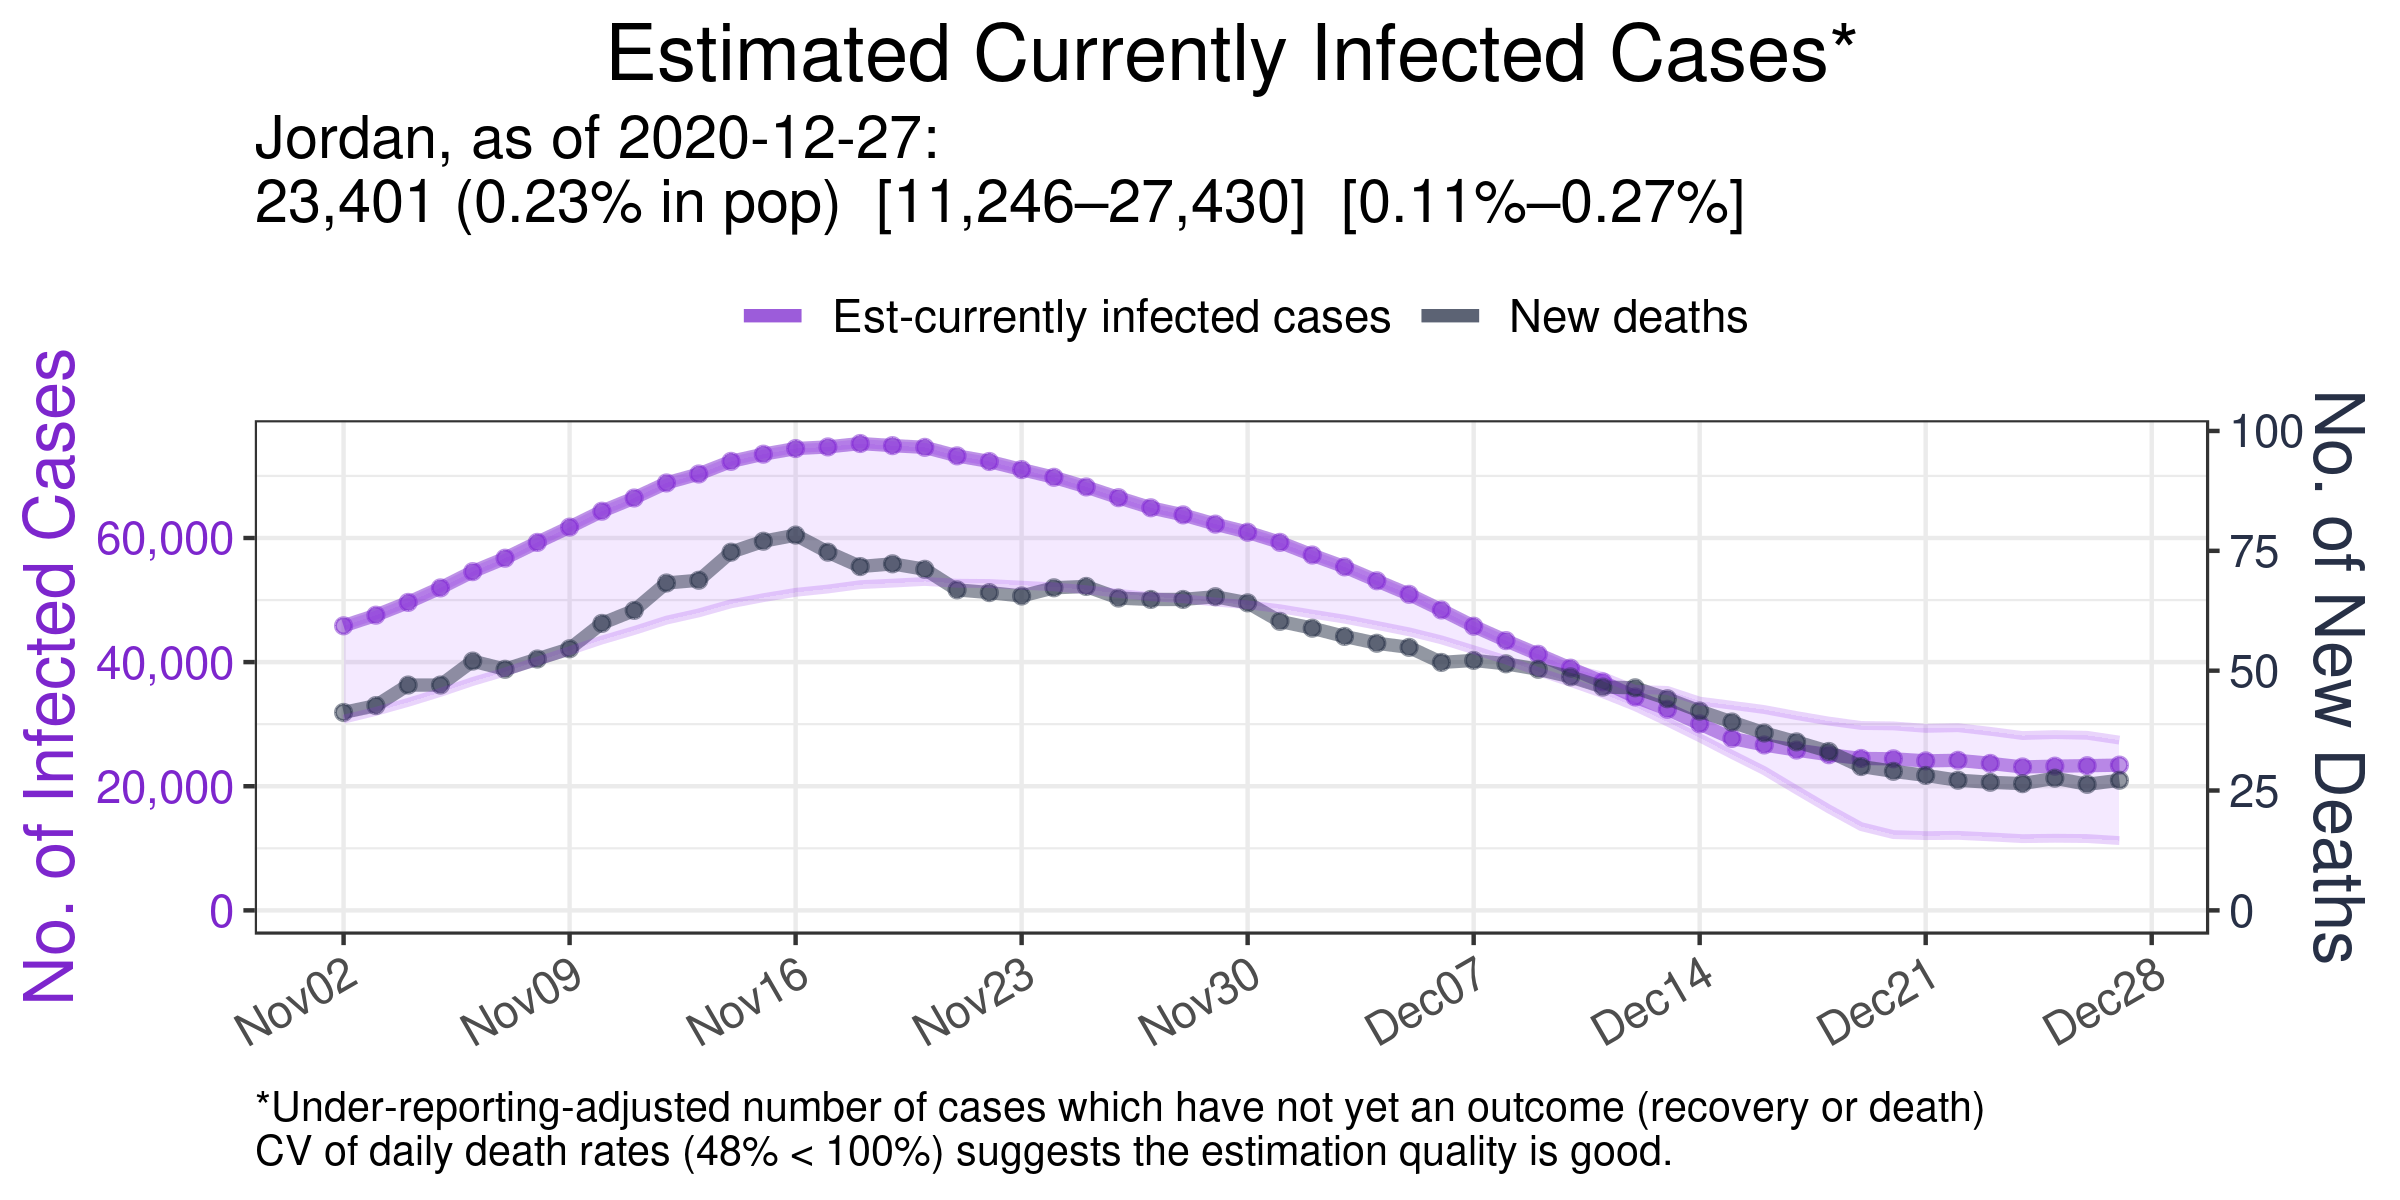 Estimated Currently Infected Cases*
Jordan, as of 2020-12-27:
23,401 (0.23% in pop)  [11,246–27,430]  [0.11%–0.27%]
Est-currently infected cases
New deaths
No. of Infected Cases
60,000
40,000
20,000
0
100
75
50
25
0
No. of New Deaths
Nov02
Nov09
Nov16
Nov23
Nov30
Dec07
Dec14
Dec21
Dec28
*Under-reporting-adjusted number of cases which have not yet an outcome (recovery or death)
CV of daily death rates (48% < 100%) suggests the estimation quality is good.